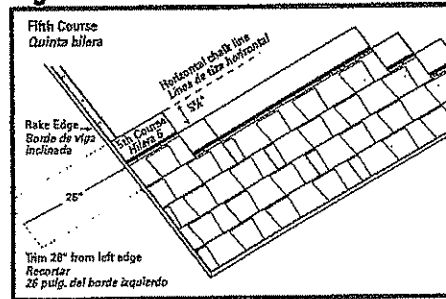 Fifth Course
Quinta hilera
Horizontal chalk line
Línea de tiza horizontal
5⅝"
5th Course
Hilera 5
Rake Edge
Borde de viga
inclinada
26"
Trim 26" from left edge
Recortar
26 pulg. del borde izquierdo